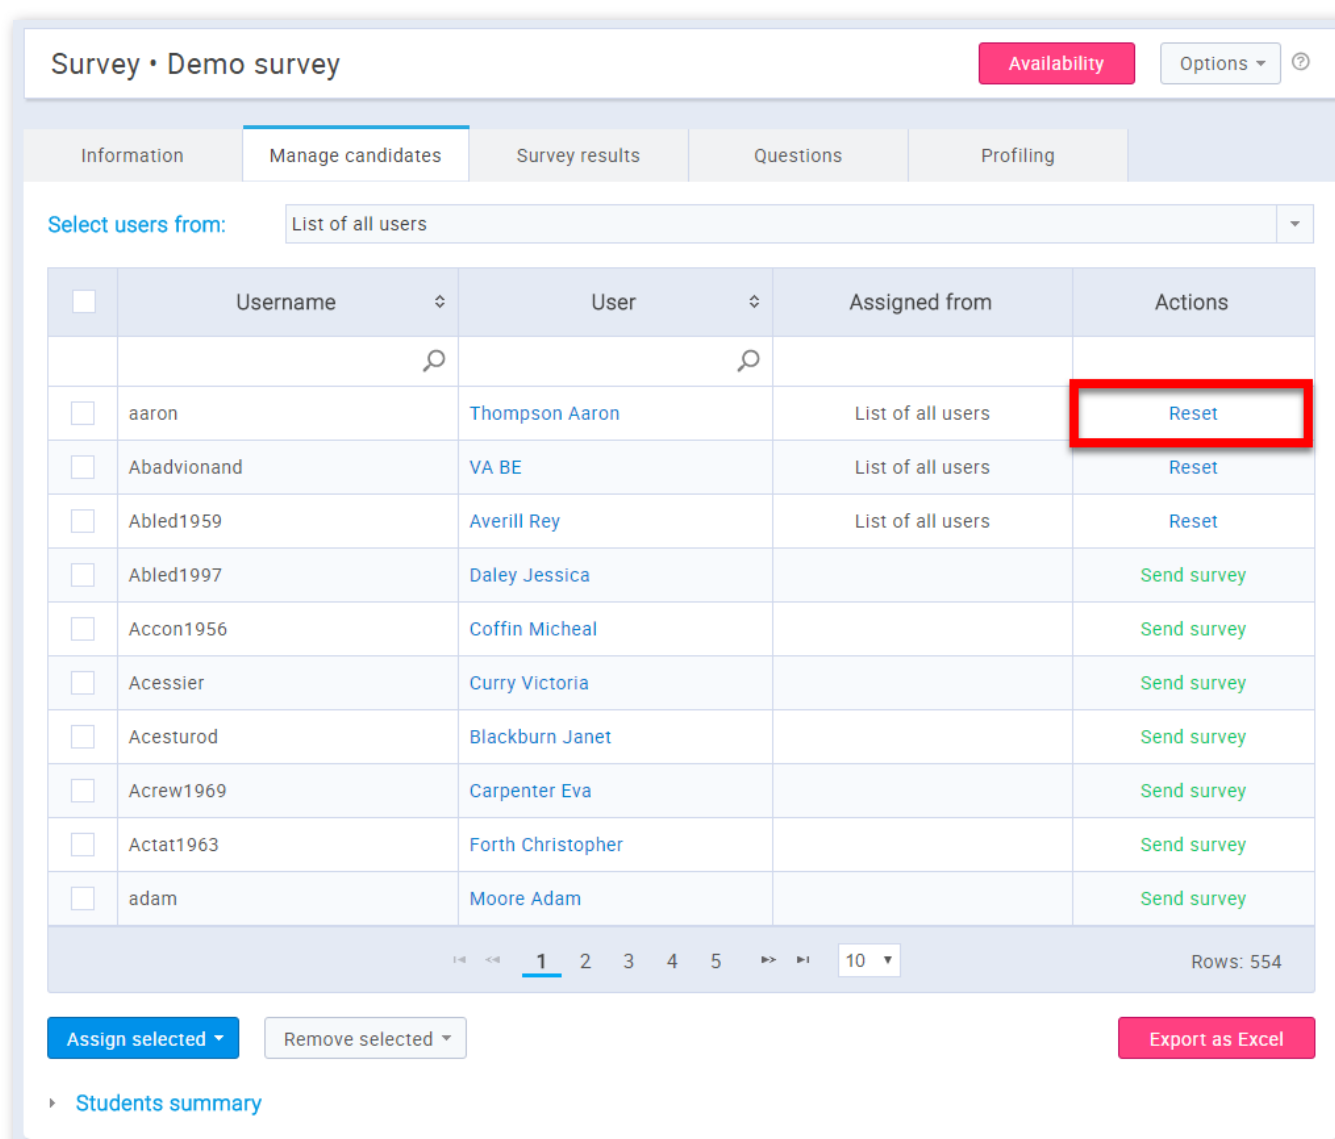 Survey • Demo survey
Availability
Options
Information
Manage candidates
Survey results
Questions
Profiling
Select users from:
List of all users
Username
User
Assigned from
Actions
aaron
Thompson Aaron
List of all users
Reset
Abadvionand
VA BE
List of all users
Reset
Abled1959
Averill Rey
List of all users
Reset
Abled1997
Daley Jessica
Send survey
Accon1956
Coffin Micheal
Send survey
Acessier
Curry Victoria
Send survey
Acesturod
Blackburn Janet
Send survey
Acrew1969
Carpenter Eva
Send survey
Actat1963
Forth Christopher
Send survey
adam
Moore Adam
Send survey
1 2 3 4 5
10
Rows: 554
Assign selected
Remove selected
Export as Excel
Students summary